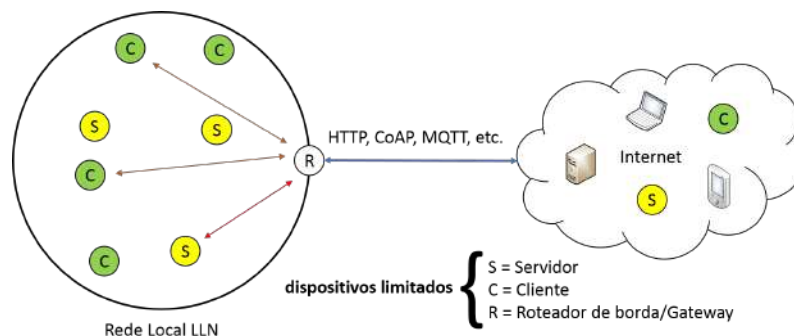 C
C
S
S
HTTP, CoAP, MQTT, etc.
C
R
Internet
C
S
C
S
dispositivos limitados
S = Servidor
C = Cliente
R = Roteador de borda/Gateway
Rede Local LLN